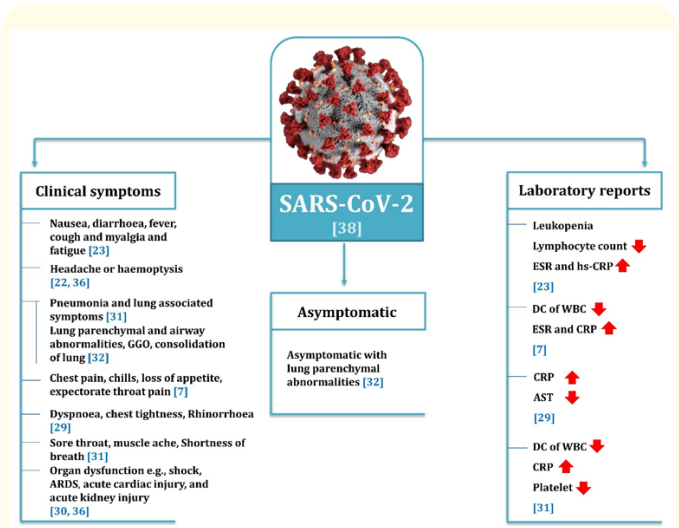 SARS-CoV-2
[38]
Clinical symptoms
Nausea, diarrhoea, fever,
cough and myalgia and
fatigue [23]
Headache or haemoptysis
[22, 36]
Pneumonia and lung associated
symptoms [31]
Lung parenchymal and airway
abnormalities, GGO, consolidation
of lung [32]
Chest pain, chills, loss of appetite,
expectorate throat pain [7]
Dyspnoea, chest tightness, Rhinorrhoea
[29]
Sore throat, muscle ache, Shortness of
breath [31]
Organ dysfunction e.g., shock,
ARDS, acute cardiac injury, and
acute kidney injury
[30, 36]
Asymptomatic
Asymptomatic with
lung parenchymal
abnormalities [32]
Laboratory reports
Leukopenia
Lymphocyte count
ESR and hs-CRP
[23]
DC of WBC
ESR and CRP
[7]
CRP
AST
[29]
DC of WBC
CRP
Platelet
[31]